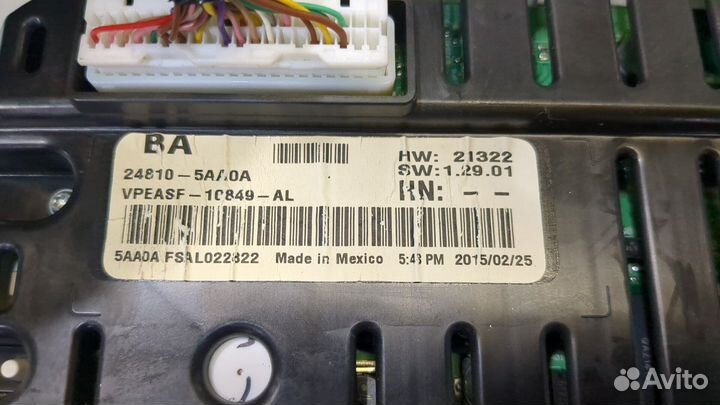 BA
HW: 21322
24810-5AA0A
SW: 1.29.01
VPEASF-10849-AL
HN: - -
5AA0A FSAL022822 Made in Mexico 5:43 PM 2015/02/25
Avito